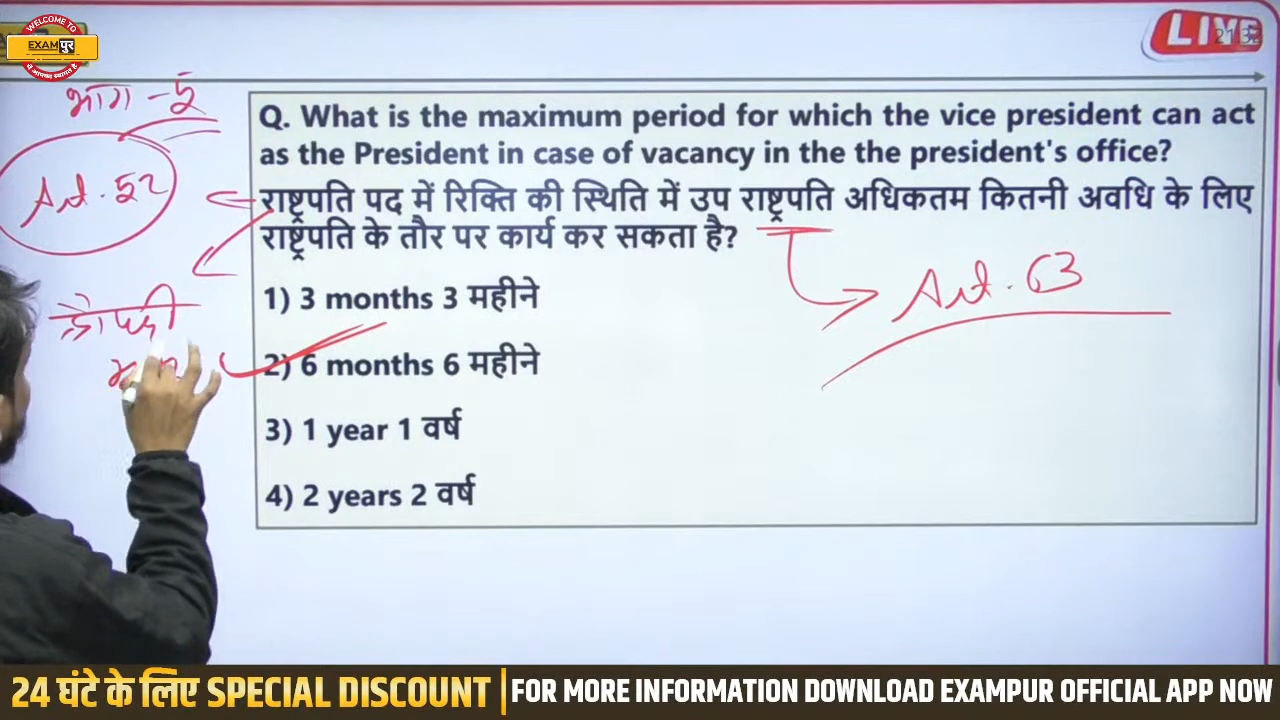 WELCOME TO
EXAMपुर
में आपका स्वागत है
LIVE
भाग - 5
Art. 52
Q. What is the maximum period for which the vice president can act
as the President in case of vacancy in the the president's office?
राष्ट्रपति पद में रिक्ति की स्थिति में उप राष्ट्रपति अधिकतम कितनी अवधि के लिए
राष्ट्रपति के तौर पर कार्य कर सकता है?
Art. 63
1) 3 months 3 महीने
2) 6 months 6 महीने
3) 1 year 1 वर्ष
4) 2 years 2 वर्ष
24 घंटे के लिए SPECIAL DISCOUNT
FOR MORE INFORMATION DOWNLOAD EXAMPUR OFFICIAL APP NOW